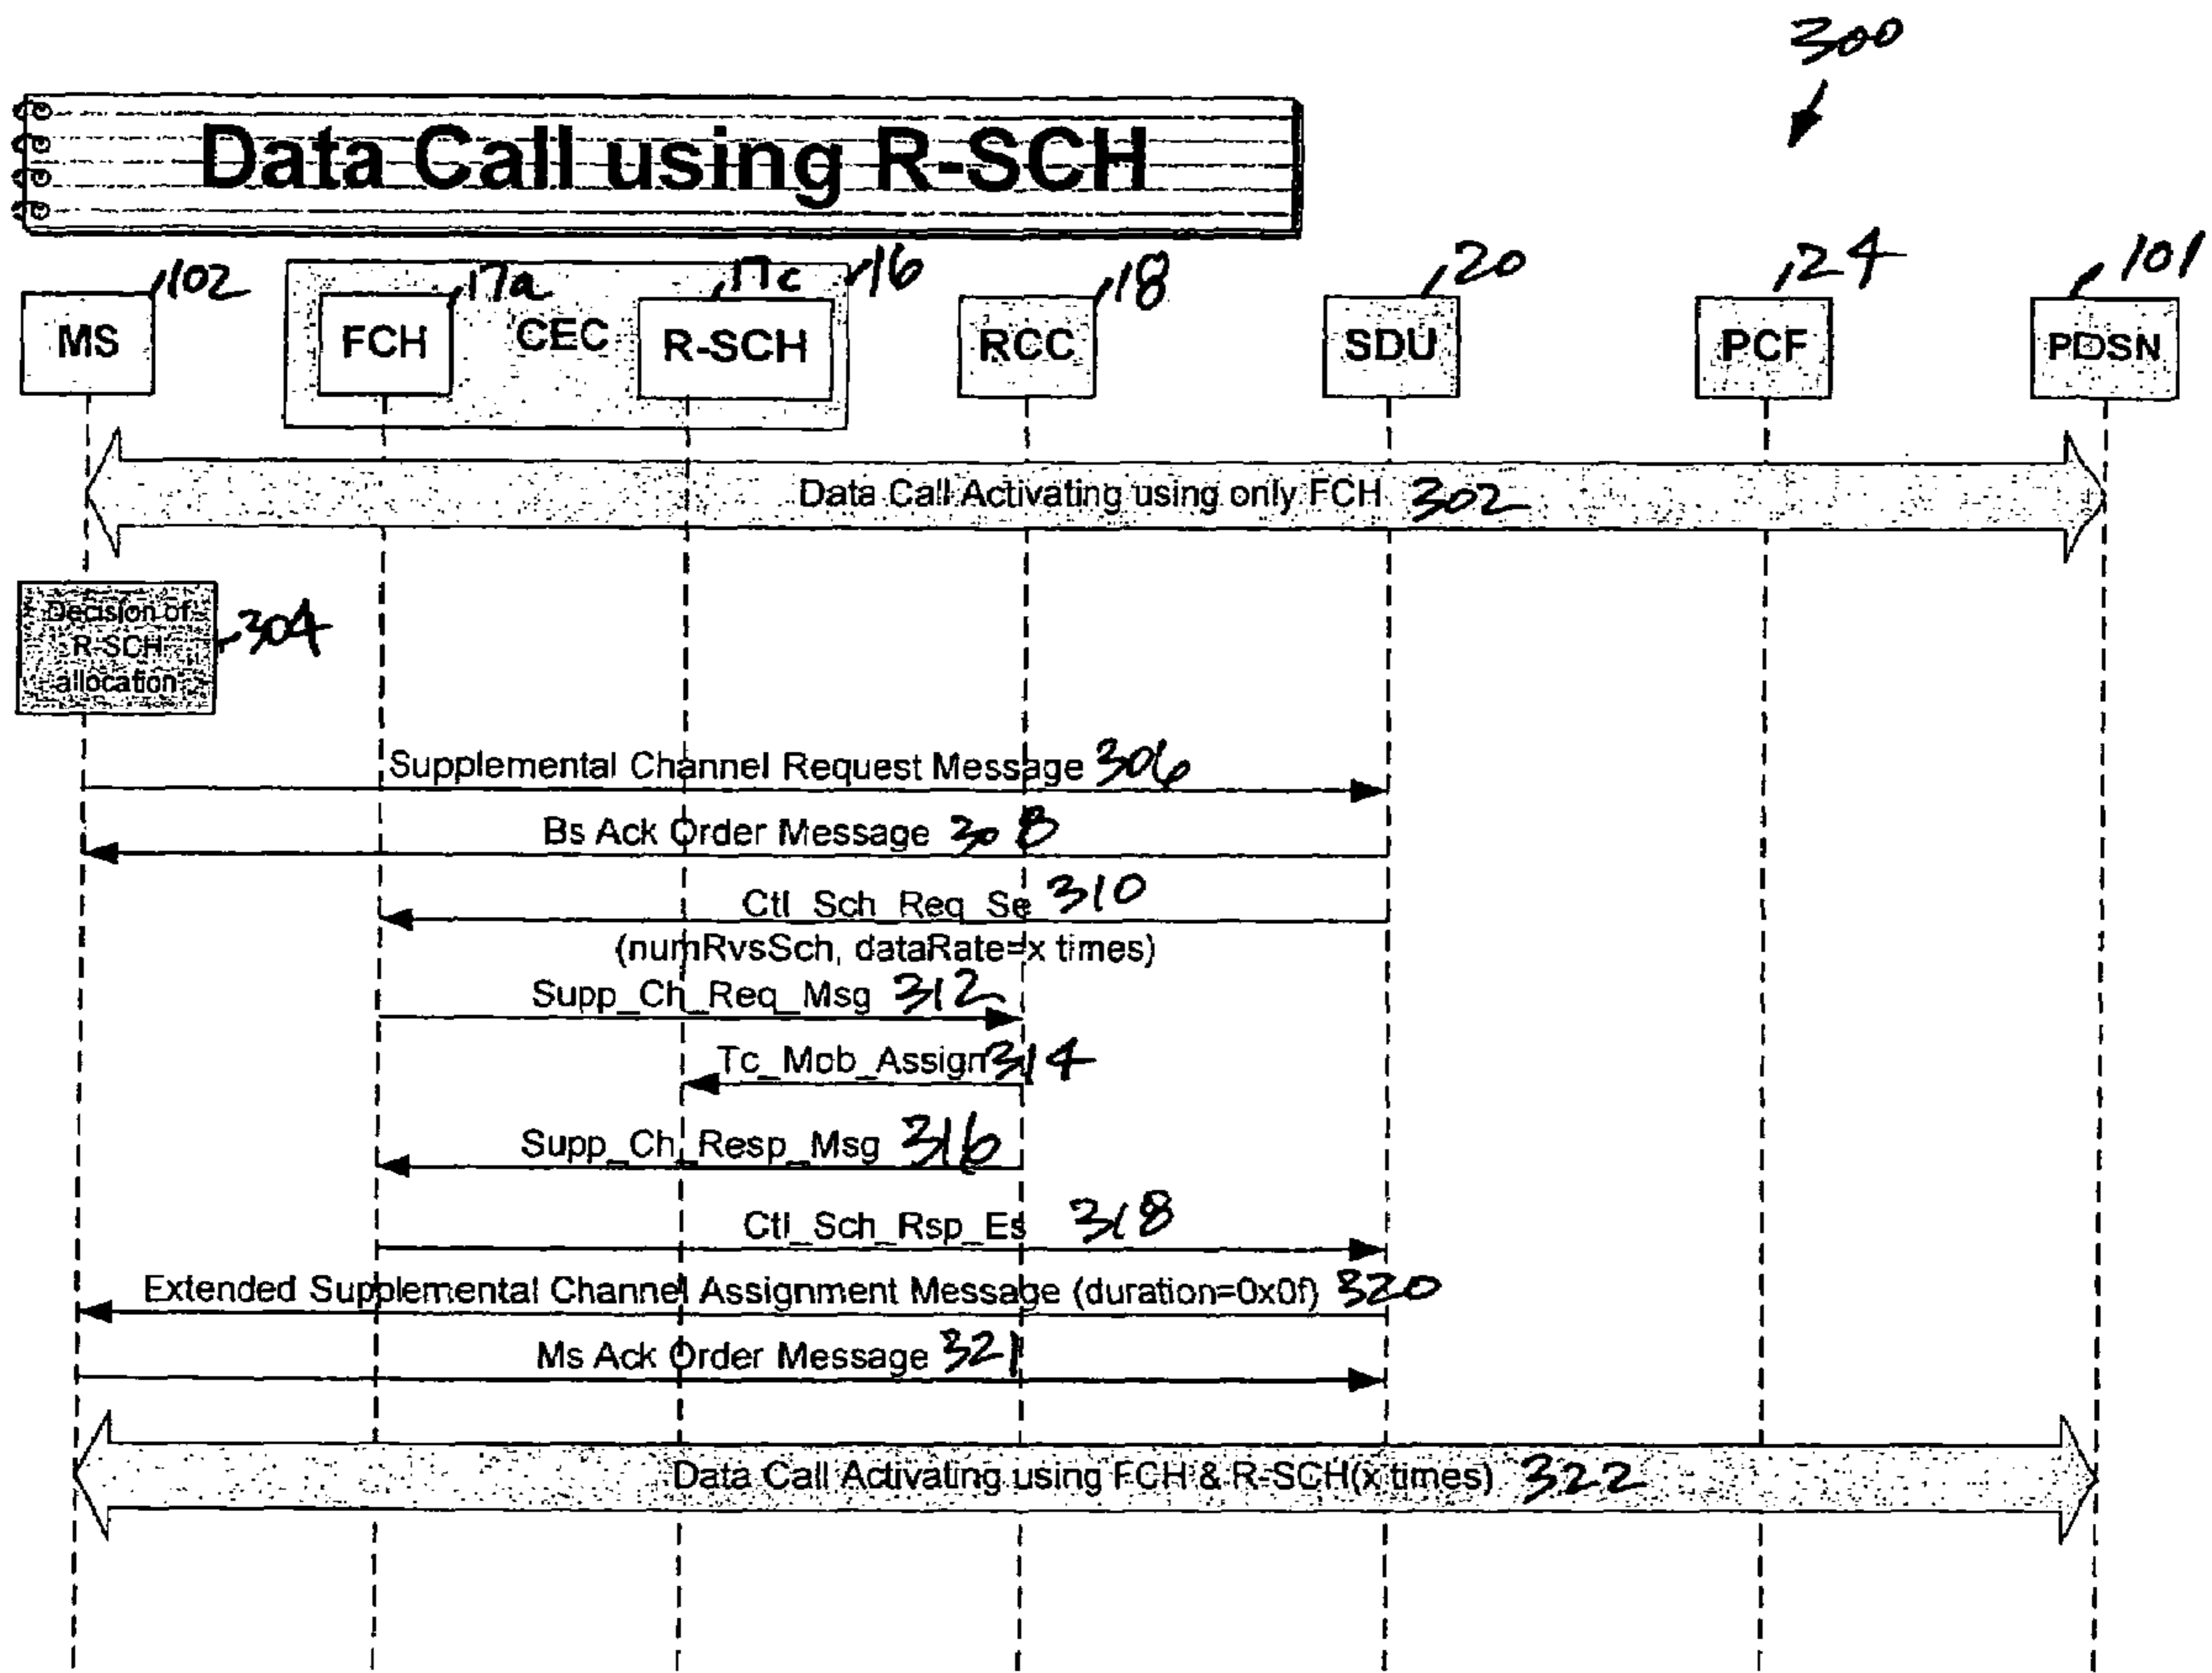 300
Data Call using R-SCH
102
17a
17c
16
18
20
24
101
MS
FCH
CEC
R-SCH
RCC
SDU
PCF
PDSN
Data Call Activating using only FCH 302
Decision of
R-SCH
allocation
304
Supplemental Channel Request Message 306
Bs Ack Order Message 308
Ctl_Sch_Req_Se 310
(numRvsSch, dataRate=x times)
Supp_Ch_Req_Msg 312
Tc_Mob_Assign 314
Supp_Ch_Resp_Msg 316
Ctl_Sch_Rsp_Es 318
Extended Supplemental Channel Assignment Message (duration=0x0f) 320
Ms Ack Order Message 321
Data Call Activating using FCH & R-SCH(x times) 322